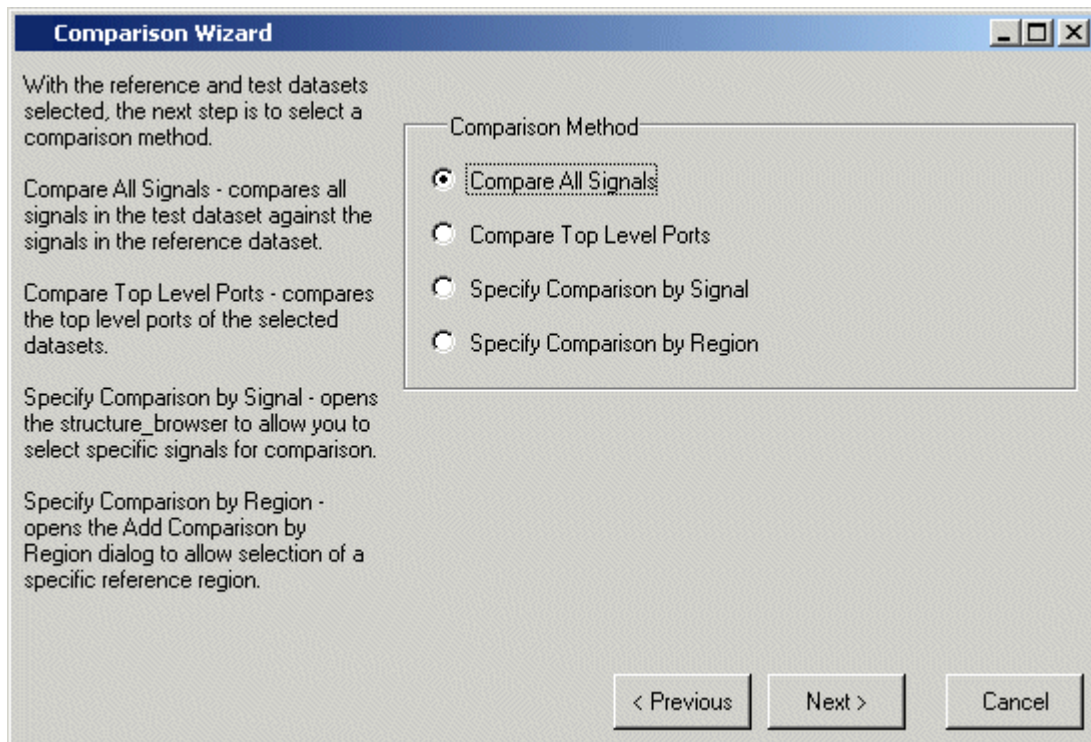 Comparison Wizard
With the reference and test datasets
selected, the next step is to select a
comparison method.
Compare All Signals - compares all
signals in the test dataset against the
signals in the reference dataset.
Compare Top Level Ports - compares
the top level ports of the selected
datasets.
Specify Comparison by Signal - opens
the structure_browser to allow you to
select specific signals for comparison.
Specify Comparison by Region -
opens the Add Comparison by
Region dialog to allow selection of a
specific reference region.
Comparison Method
Compare All Signals
Compare Top Level Ports
Specify Comparison by Signal
Specify Comparison by Region
< Previous
Next >
Cancel